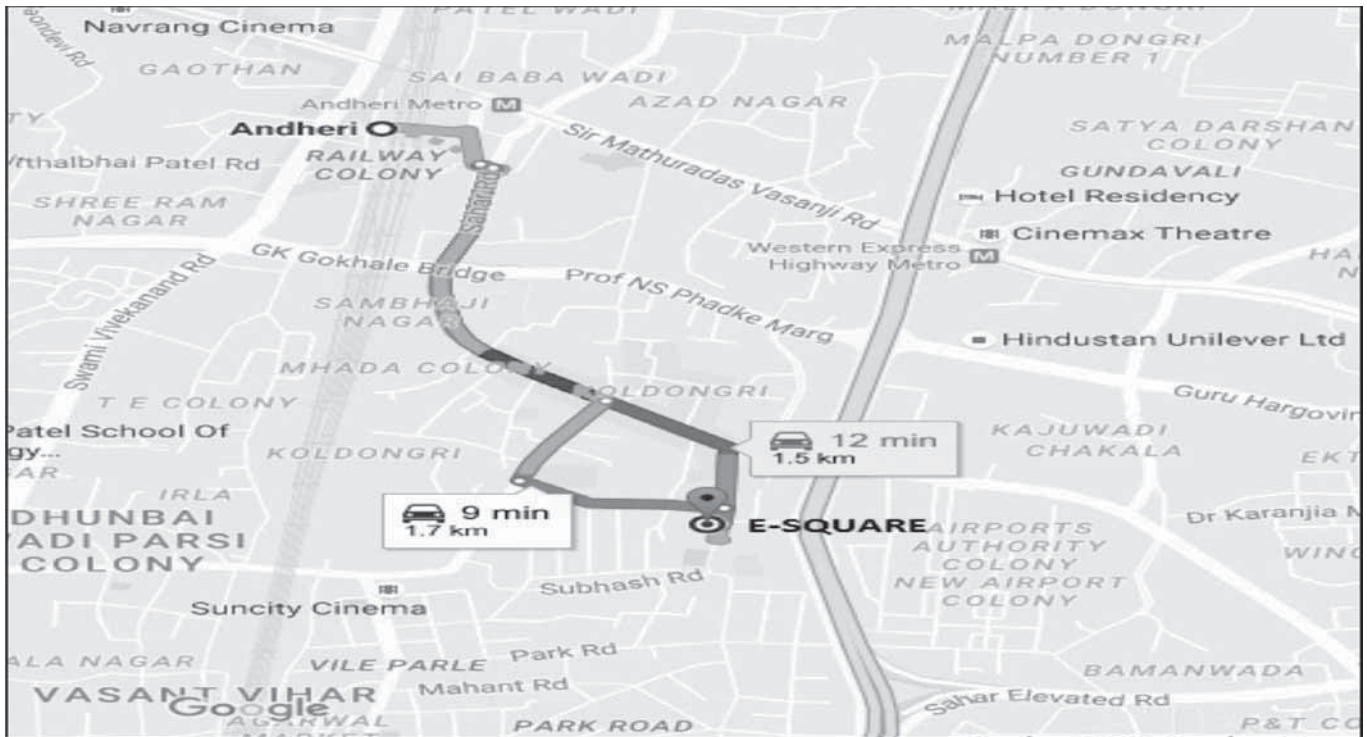 PATEL WADI
Navrang Cinema
MALPA DONGRI
NUMBER 1
GAOTHAN
SAI BABA WADI
Andheri Metro M
AZAD NAGAR
Andheri
Sir Mathuradas Vasanji Rd
SATYA DARSHAN
COLONY
RAILWAY
COLONY
GUNDAVALI
Hotel Residency
SHREE RAM
NAGAR
Sahar Rd
Cinemax Theatre
Western Express
Highway Metro M
GK Gokhale Bridge
Prof NS Phadke Marg
Swami Vivekanand Rd
Hindustan Unilever Ltd
MHADA COLONY
Guru Hargovin
T E COLONY
Patel School Of
gy...
KOLDONGRI
12 min
1.5 km
KAJUWADI
CHAKALA
IRLA
9 min
1.7 km
E-SQUARE
DHUNBAI
WADI PARSI
COLONY
Dr Karanjia M
AIRPORTS
AUTHORITY
COLONY
NEW AIRPORT
COLONY
Subhash Rd
Suncity Cinema
Park Rd
VILE PARLE
Mahant Rd
BAMANWADA
VASANT VIHAR
Google
Sahar Elevated Rd
AGARWAL
MARKET
PARK ROAD
P&T CO